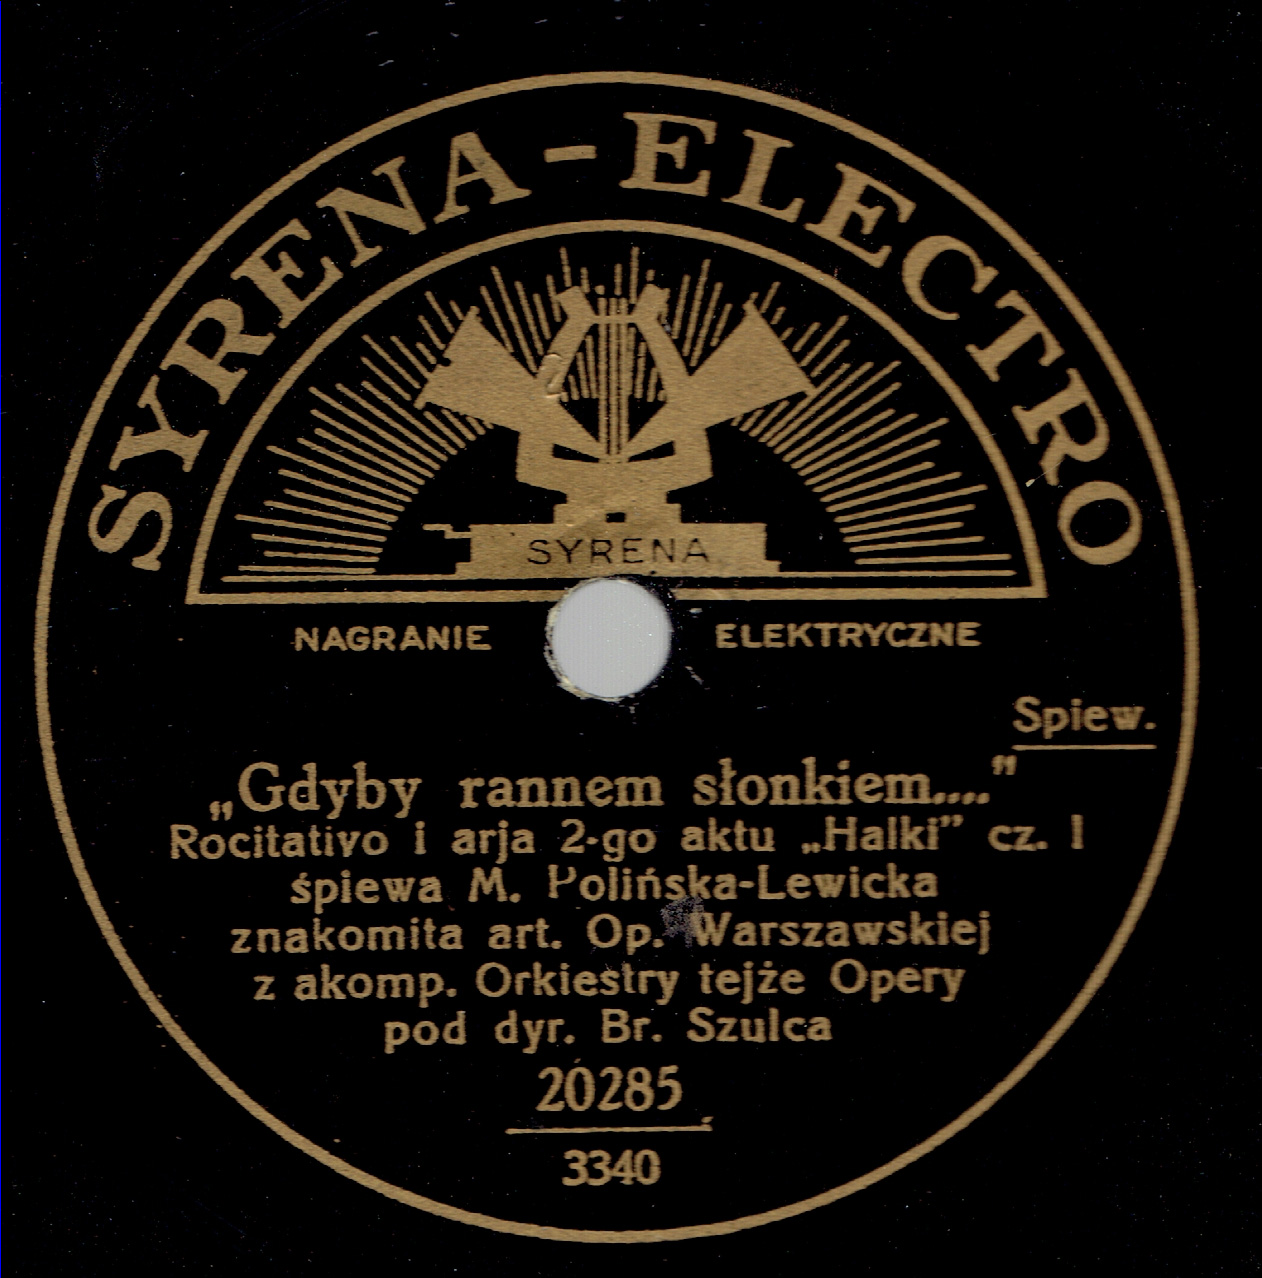 SYRENA-ELECTRO
SYRENA
NAGRANIE ELEKTRYCZNE
Spiew.
„Gdyby rannem słonkiem....”
Rocitativo i arja 2-go aktu „Halki” cz. I
śpiewa M. Polińska-Lewicka
znakomita art. Op. Warszawskiej
z akomp. Orkiestry tejże Opery
pod dyr. Br. Szulca
20285
3340